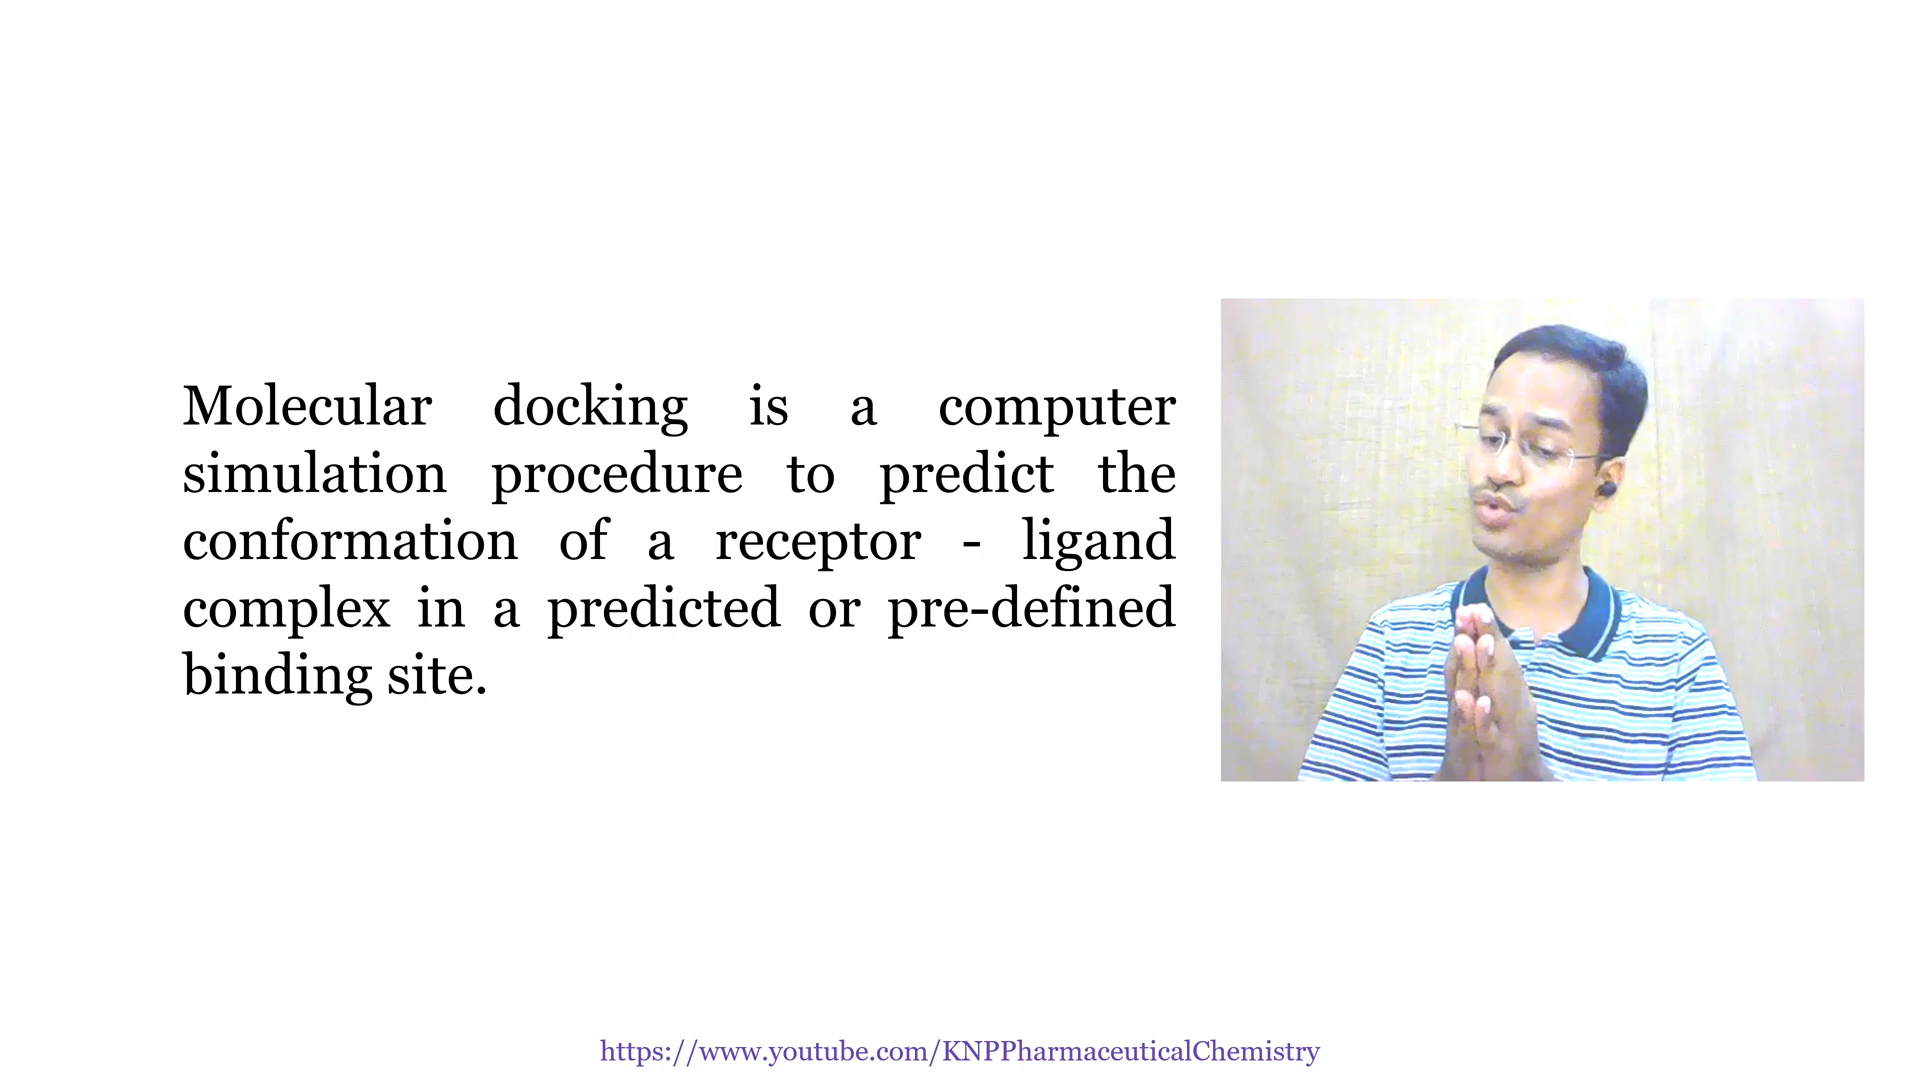 Molecular docking is a computer
simulation procedure to predict the
conformation of a receptor - ligand
complex in a predicted or pre-defined
binding site.
https://www.youtube.com/KNPPharmaceuticalChemistry